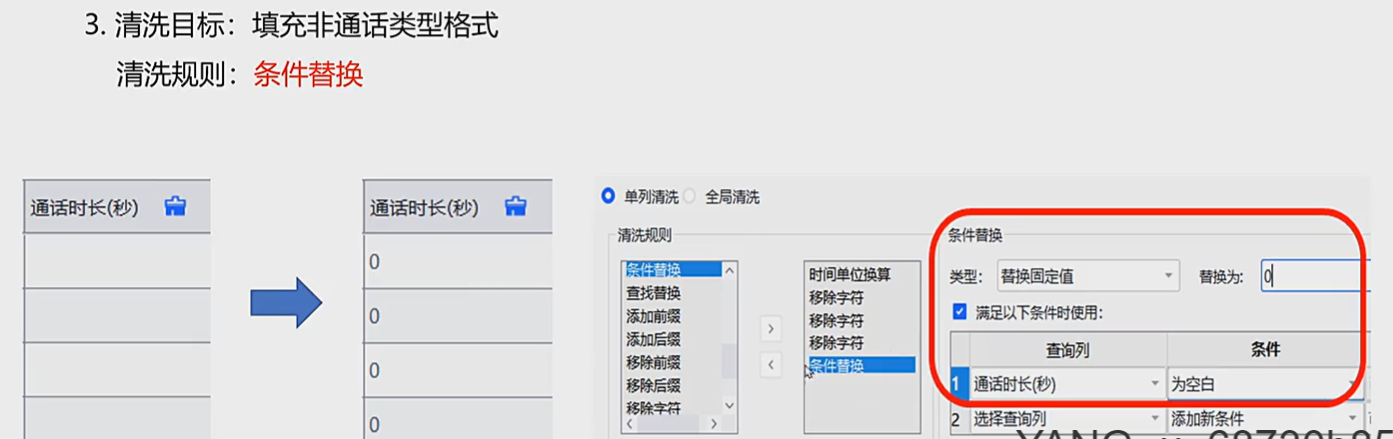 3. 清洗目标：填充非通话类型格式
清洗规则：条件替换
通话时长(秒)
通话时长(秒)
0
0
0
0
单列清洗 全局清洗
清洗规则
条件替换
查找替换
添加前缀
添加后缀
移除前缀
移除后缀
移除字符
时间单位换算
移除字符
移除字符
移除字符
条件替换
条件替换
类型： 替换固定值 替换为: 0
满足以下条件时使用：
查询列 条件
1 通话时长(秒) 为空白
2 选择查询列 添加新条件